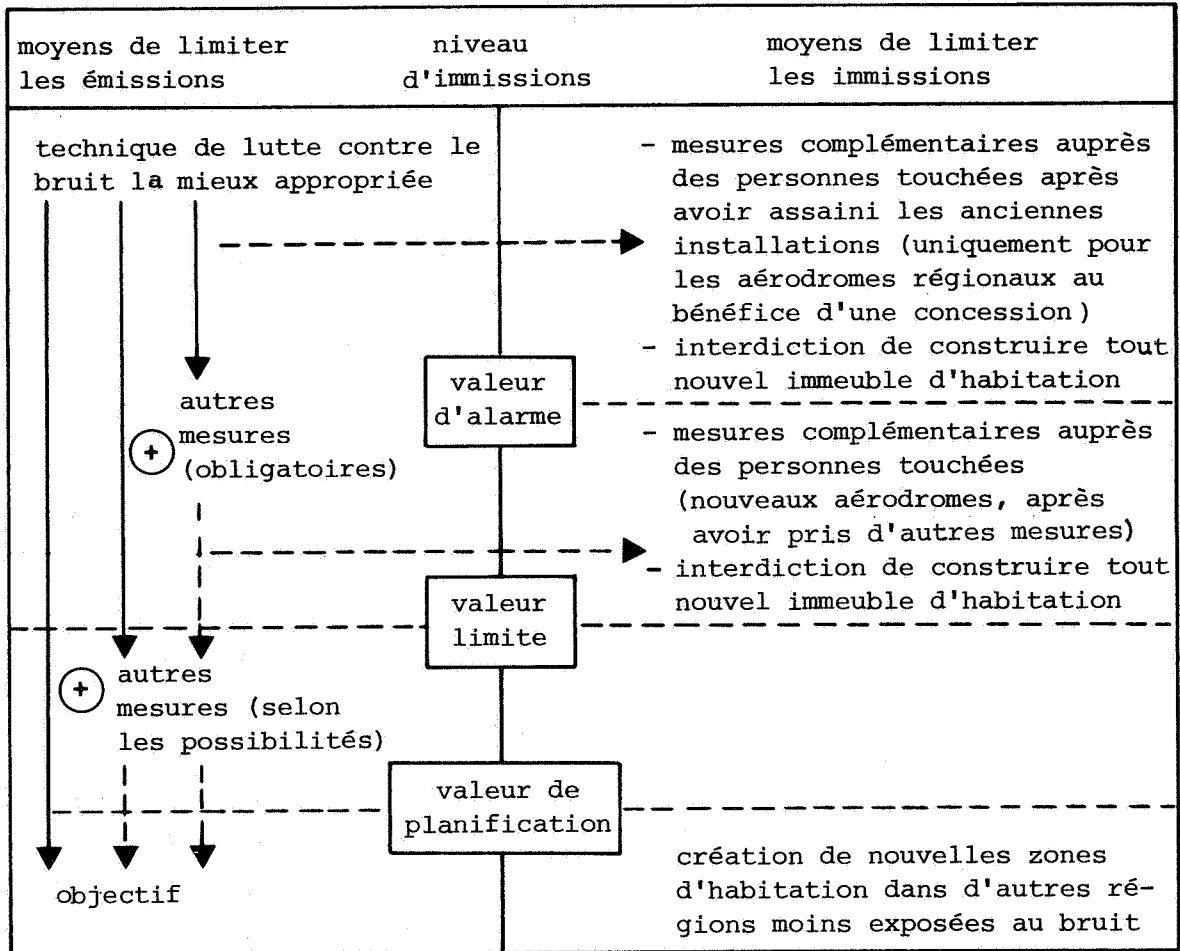 moyens de limiter
les émissions
niveau
d'immissions
moyens de limiter
les immissions
technique de lutte contre le
bruit la mieux appropriée
autres
mesures
(obligatoires)
+
autres
mesures (selon
les possibilités)
+
objectif
valeur
d'alarme
valeur
limite
valeur de
planification
- mesures complémentaires auprès
des personnes touchées après
avoir assaini les anciennes
installations (uniquement pour
les aérodromes régionaux au
bénéfice d'une concession)
- interdiction de construire tout
nouvel immeuble d'habitation
- mesures complémentaires auprès
des personnes touchées
(nouveaux aérodromes, après
avoir pris d'autres mesures)
- interdiction de construire tout
nouvel immeuble d'habitation
création de nouvelles zones
d'habitation dans d'autres ré-
gions moins exposées au bruit